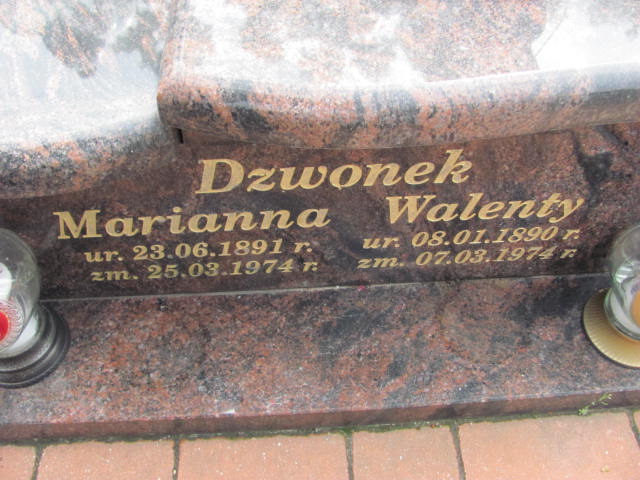 Dzwonek
Marianna
ur. 23.06.1891 r.
zm. 25.03.1974 r.
Walenty
ur. 08.01.1890 r.
zm. 07.03.1974 r.